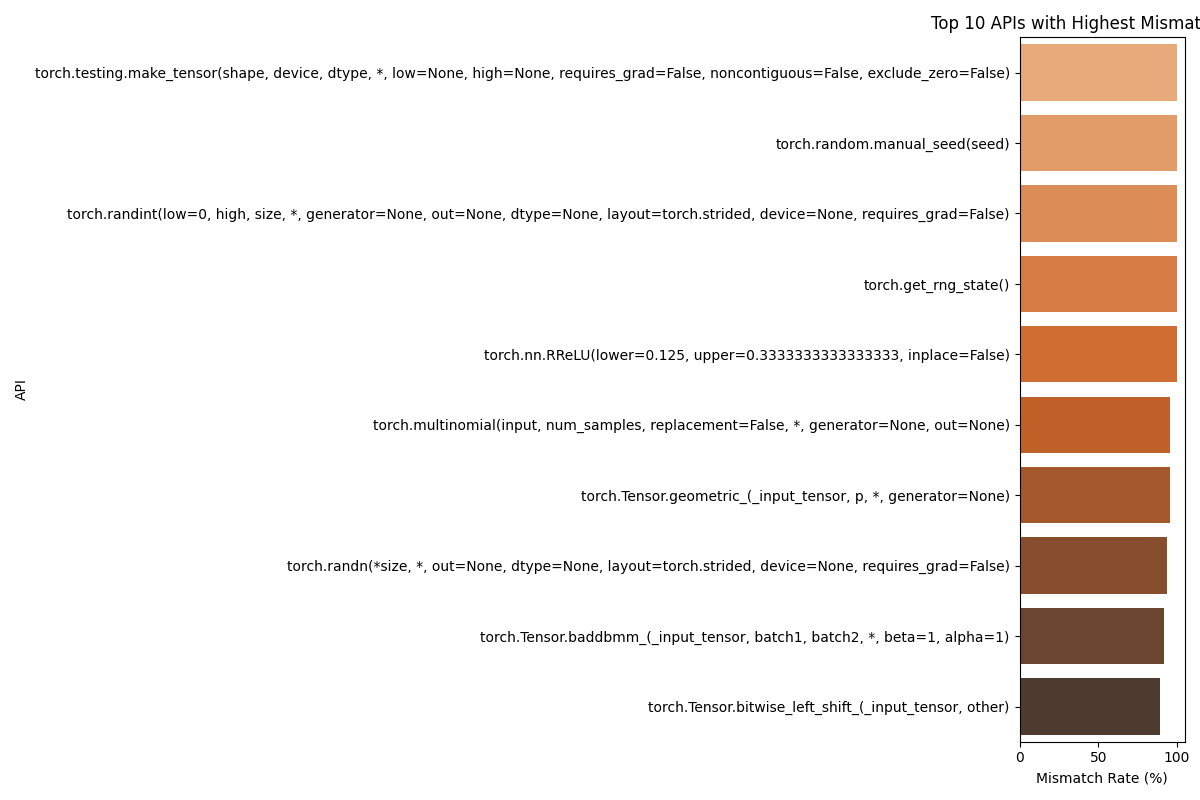 Top 10 APIs with Highest Mismat
torch.testing.make_tensor(shape, device, dtype, *, low=None, high=None, requires_grad=False, noncontiguous=False, exclude_zero=False)
torch.random.manual_seed(seed)
torch.randint(low=0, high, size, *, generator=None, out=None, dtype=None, layout=torch.strided, device=None, requires_grad=False)
torch.get_rng_state()
torch.nn.RReLU(lower=0.125, upper=0.3333333333333333, inplace=False)
API
torch.multinomial(input, num_samples, replacement=False, *, generator=None, out=None)
torch.Tensor.geometric_(_input_tensor, p, *, generator=None)
torch.randn(*size, *, out=None, dtype=None, layout=torch.strided, device=None, requires_grad=False)
torch.Tensor.baddbmm_(_input_tensor, batch1, batch2, *, beta=1, alpha=1)
torch.Tensor.bitwise_left_shift_(_input_tensor, other)
0 50 100
Mismatch Rate (%)